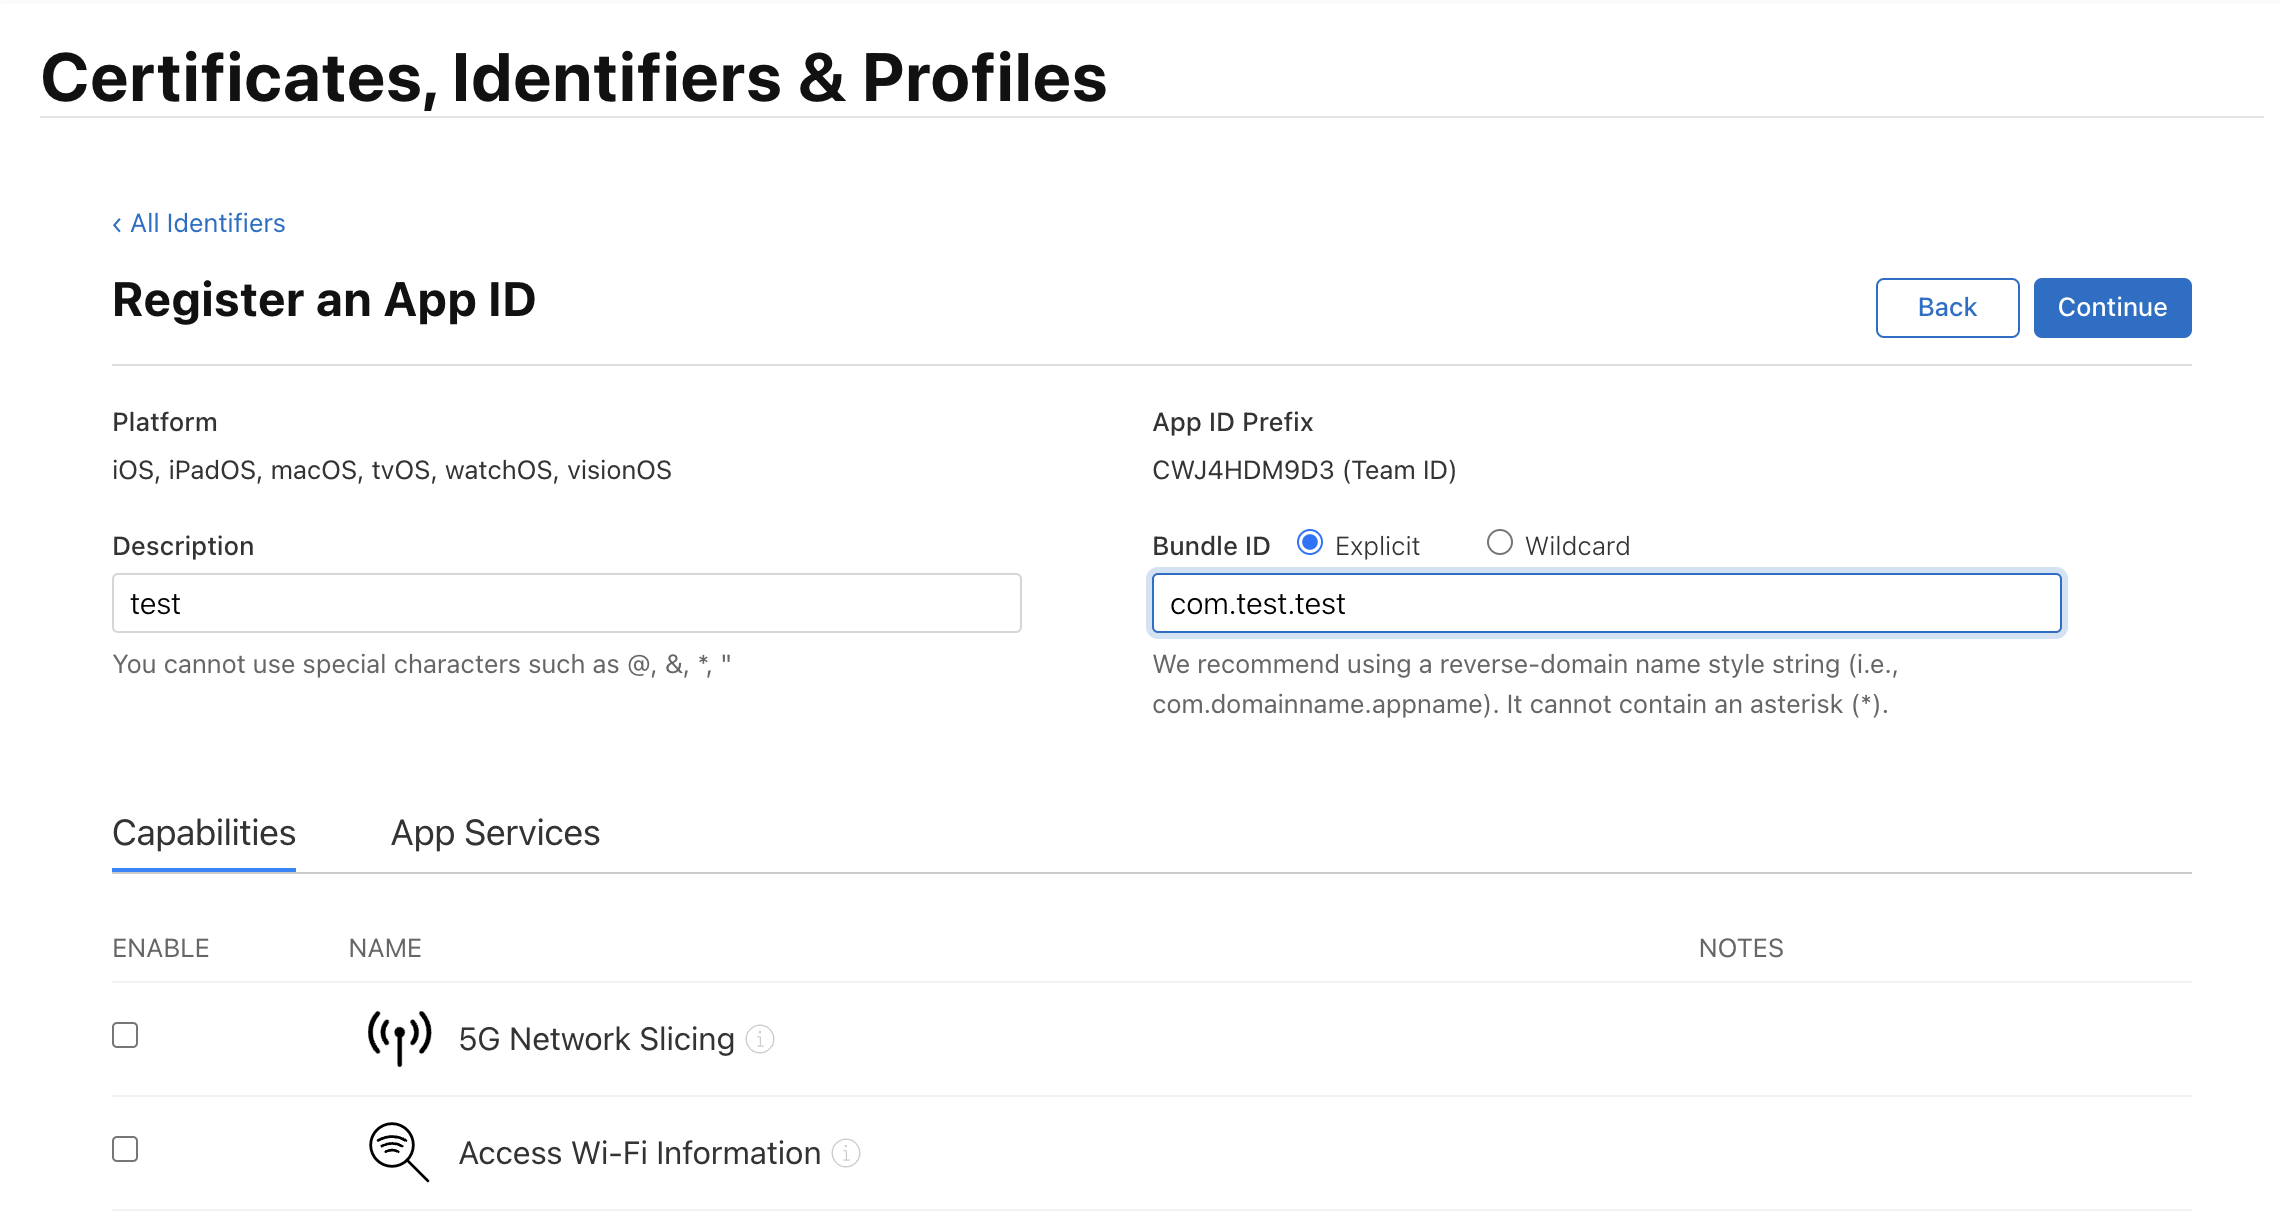 Certificates, Identifiers & Profiles
‹ All Identifiers
Register an App ID
Back
Continue
Platform
iOS, iPadOS, macOS, tvOS, watchOS, visionOS
App ID Prefix
CWJ4HDM9D3 (Team ID)
Description
test
You cannot use special characters such as @, &, *, "
Bundle ID Explicit Wildcard
com.test.test
We recommend using a reverse-domain name style string (i.e.,
com.domainname.appname). It cannot contain an asterisk (*).
Capabilities App Services
ENABLE NAME NOTES
5G Network Slicing
Access Wi-Fi Information